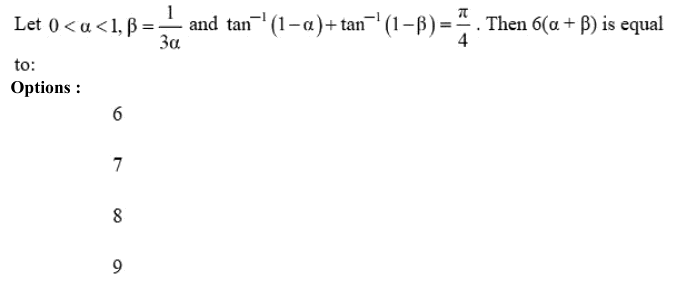 Let 0 < α < 1, β = 1/(3α) and tan⁻¹(1−α) + tan⁻¹(1−β) = π/4. Then 6(α + β) is equal
to:
Options :
6
7
8
9